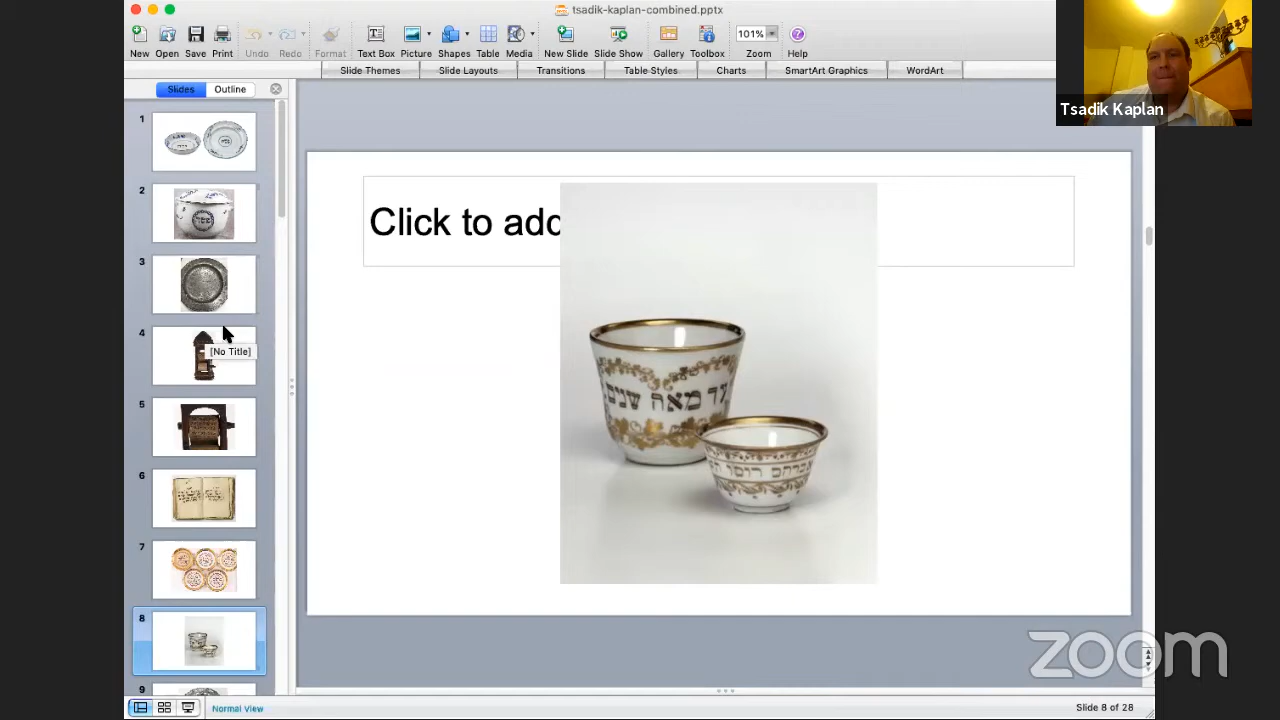 tsadik-kaplan-combined.pptx
New Open Save Print Undo Redo Format Text Box Picture Shapes Table Media New Slide Slide Show Gallery Toolbox 101% Zoom Help
Slide Themes Slide Layouts Transitions Table Styles Charts SmartArt Graphics WordArt
Tsadik Kaplan
Slides Outline
1
2
3
4
[No Title]
5
6
7
8
9
Click to add
עד מאה שנים
אברהם רוסו
Normal View
Slide 8 of 28
zoom